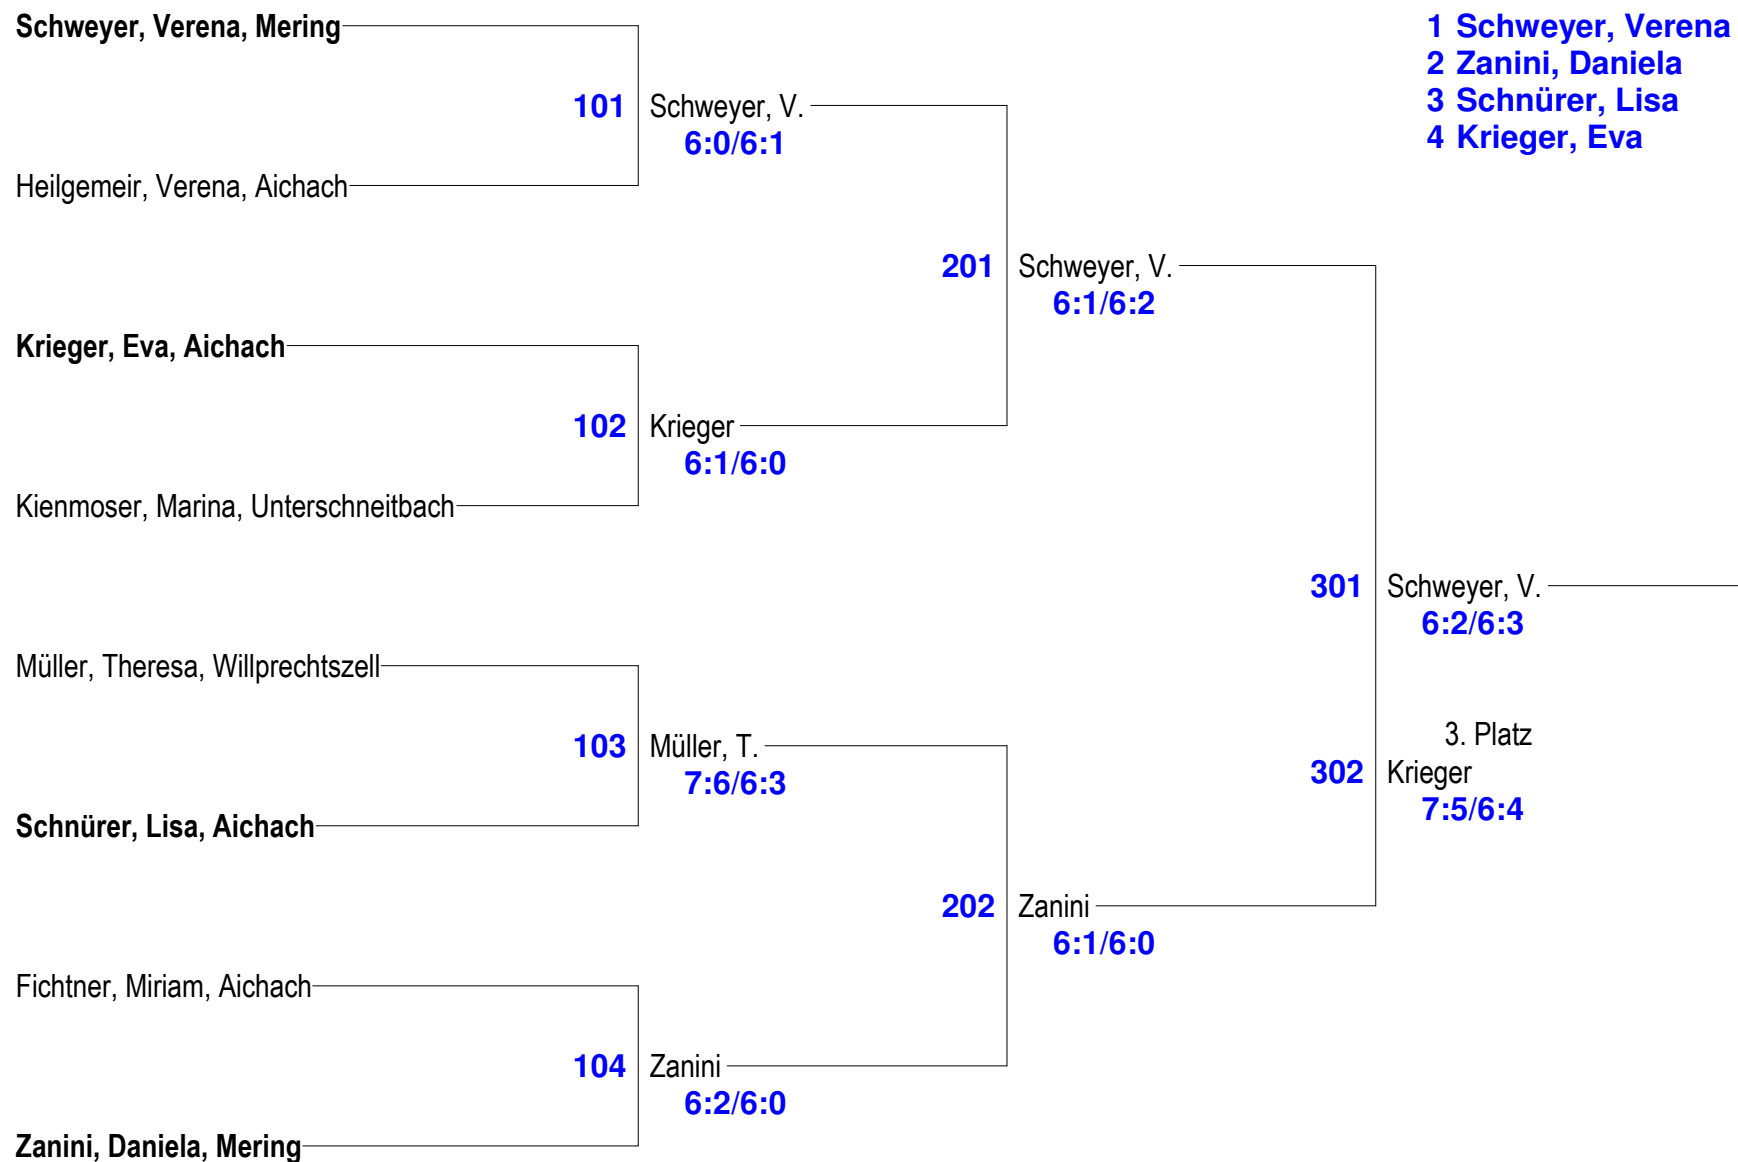 Schweyer, Verena, Mering
1 Schweyer, Verena
2 Zanini, Daniela
3 Schnürer, Lisa
4 Krieger, Eva
101 Schweyer, V.
6:0/6:1
Heilgemeir, Verena, Aichach
201 Schweyer, V.
6:1/6:2
Krieger, Eva, Aichach
102 Krieger
6:1/6:0
Kienmoser, Marina, Unterschneitbach
301 Schweyer, V.
6:2/6:3
Müller, Theresa, Willprechtszell
3. Platz
103 Müller, T.
7:6/6:3
302 Krieger
7:5/6:4
Schnürer, Lisa, Aichach
202 Zanini
6:1/6:0
Fichtner, Miriam, Aichach
104 Zanini
6:2/6:0
Zanini, Daniela, Mering